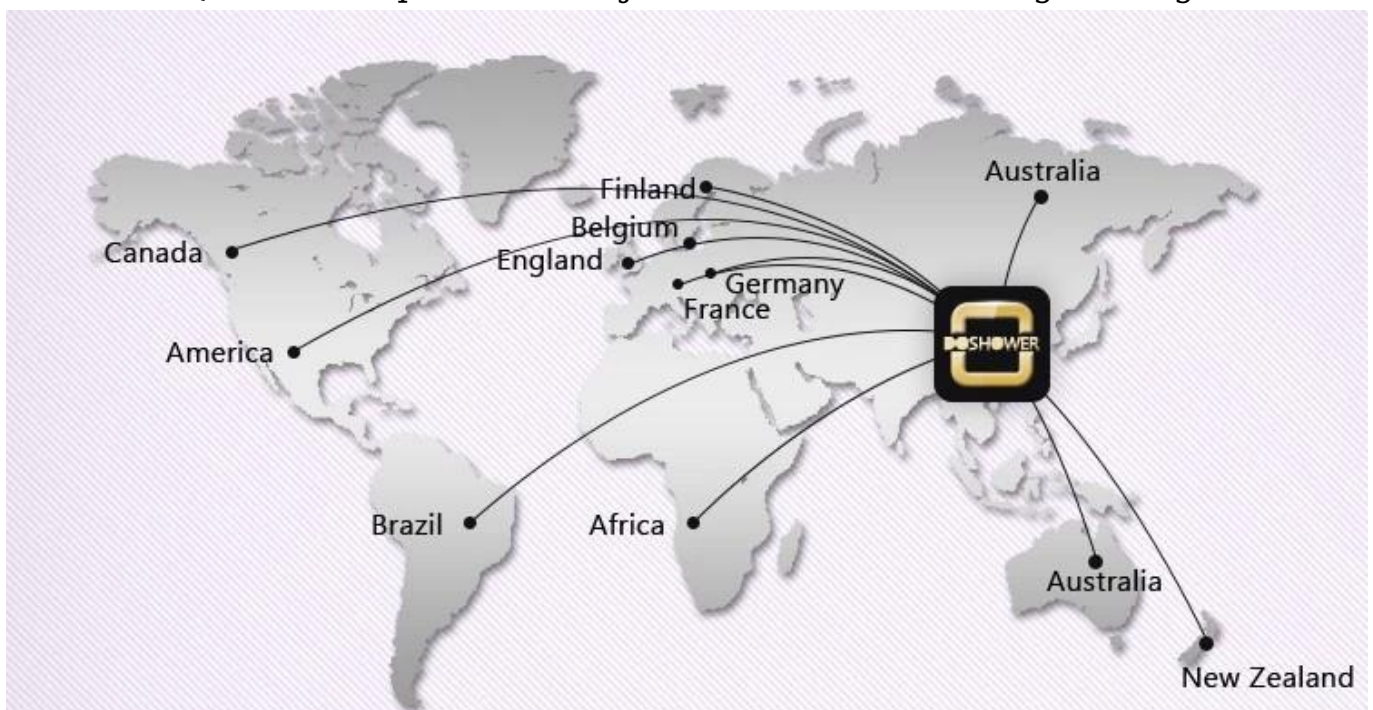 Australia
Finland
Belgium
Canada
England
Germany
France
DOSHOWER
America
Brazil
Africa
Australia
New Zealand